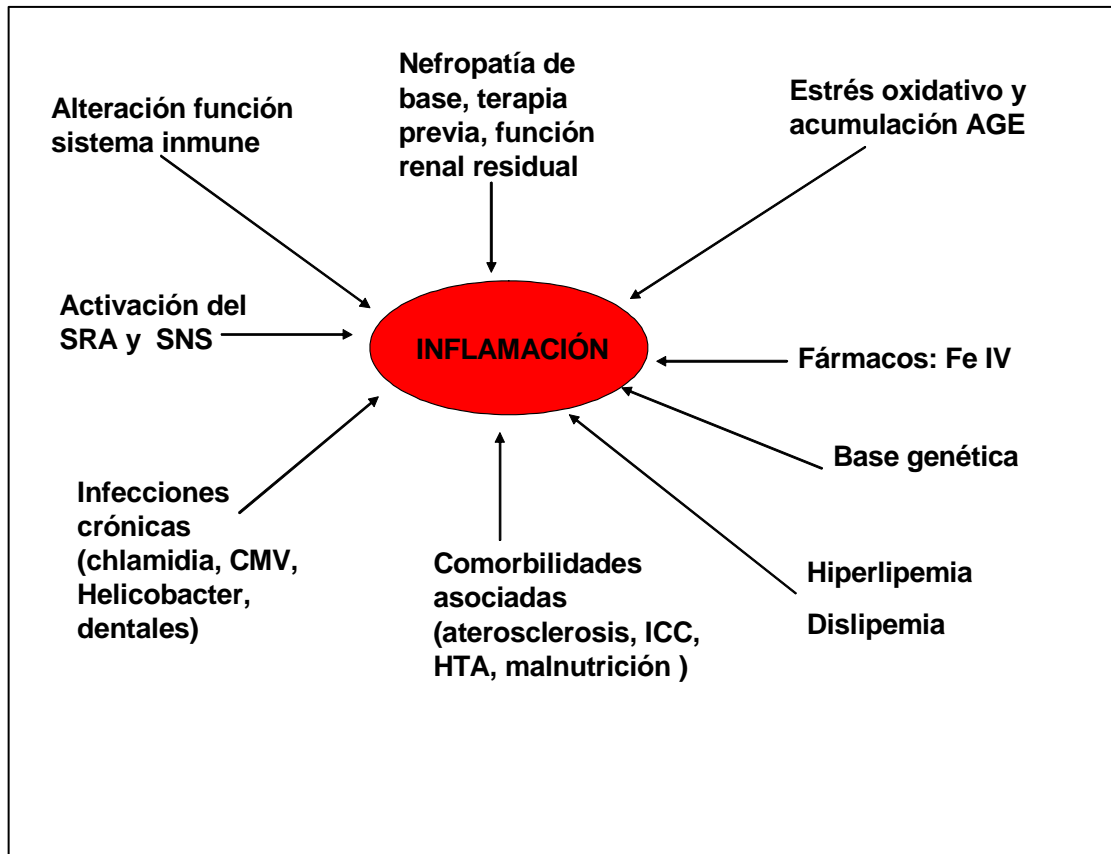 Nefropatía de
base, terapia
previa, función
renal residual
Alteración función
sistema inmune
Estrés oxidativo y
acumulación AGE
Activación del
SRA y SNS
INFLAMACIÓN
Fármacos: Fe IV
Base genética
Infecciones
crónicas
(chlamidia, CMV,
Helicobacter,
dentales)
Comorbilidades
asociadas
(aterosclerosis, ICC,
HTA, malnutrición )
Hiperlipemia
Dislipemia